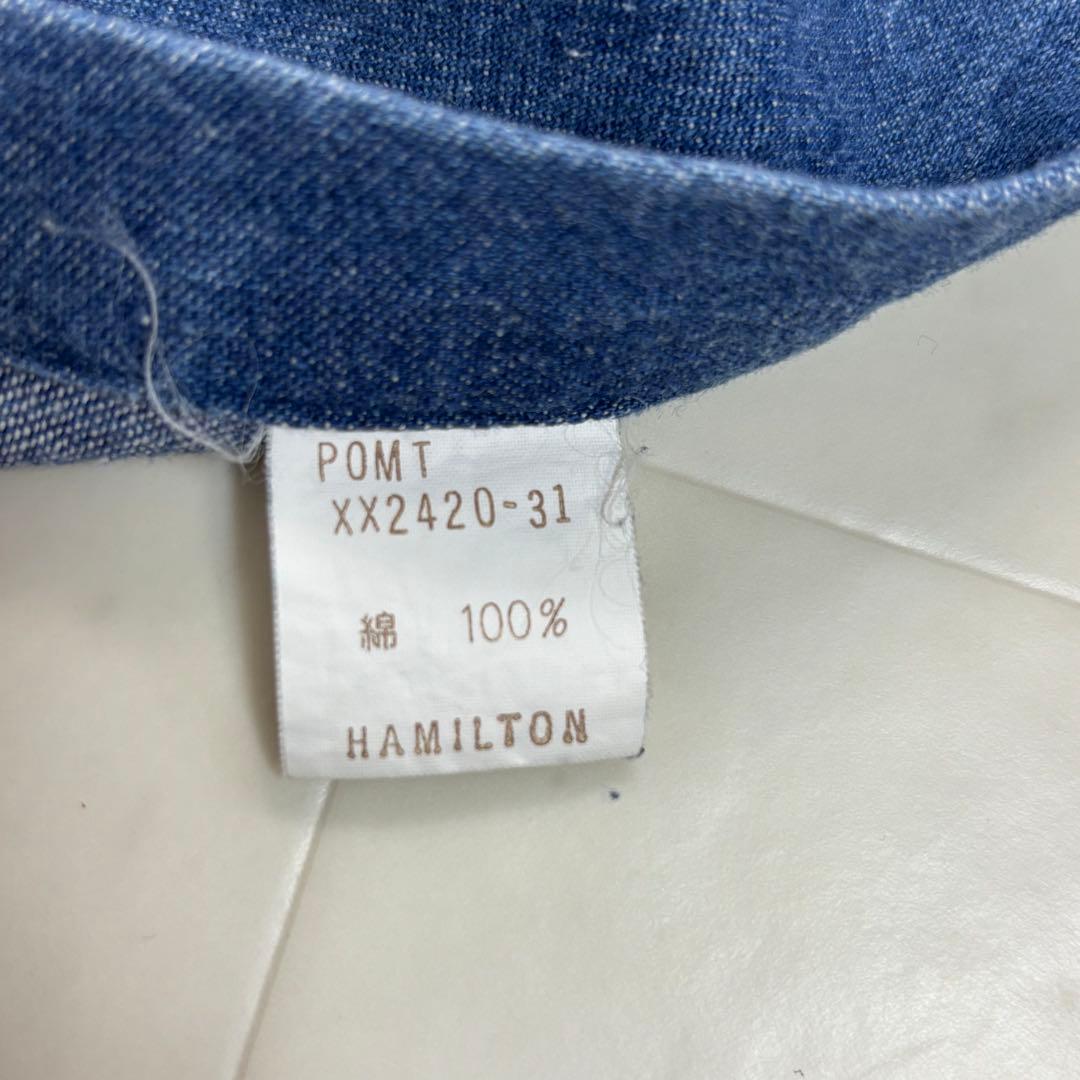 POMT
XX2420-31
綿 100%
HAMILTON